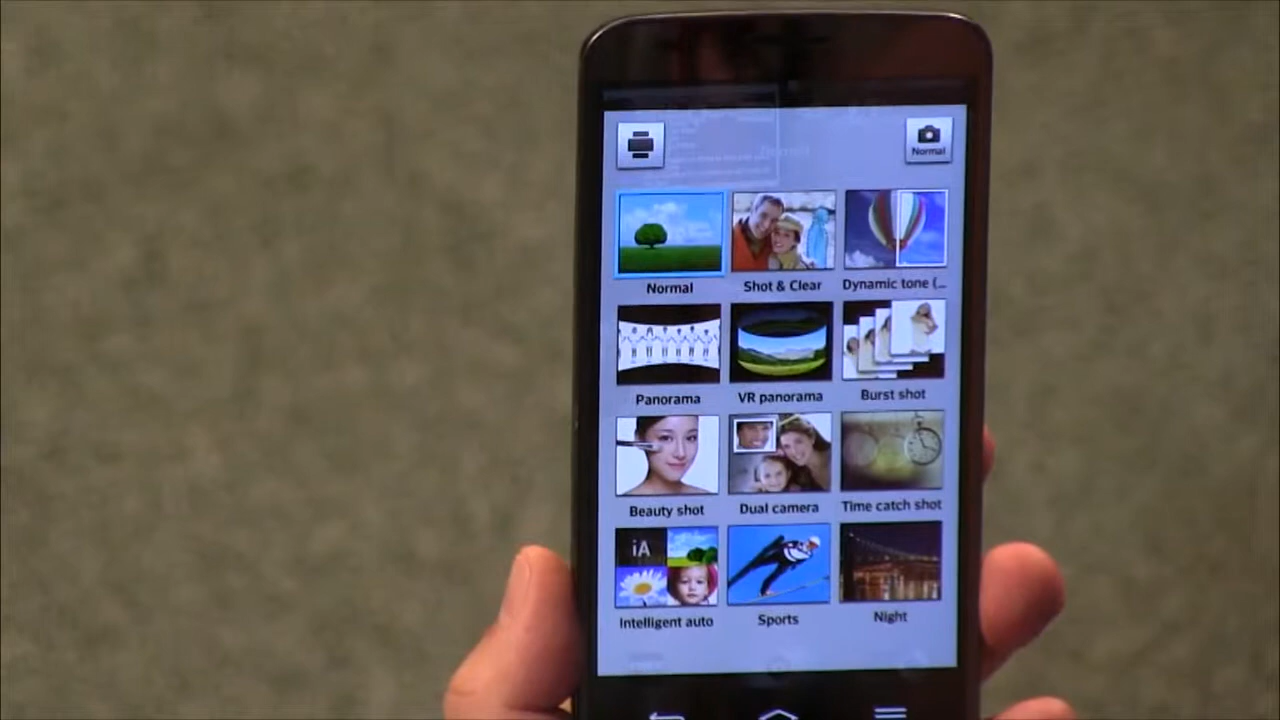 Normal
Normal
Shot & Clear
Dynamic tone (...
Panorama
VR panorama
Burst shot
Beauty shot
Dual camera
Time catch shot
iA
Intelligent auto
Sports
Night